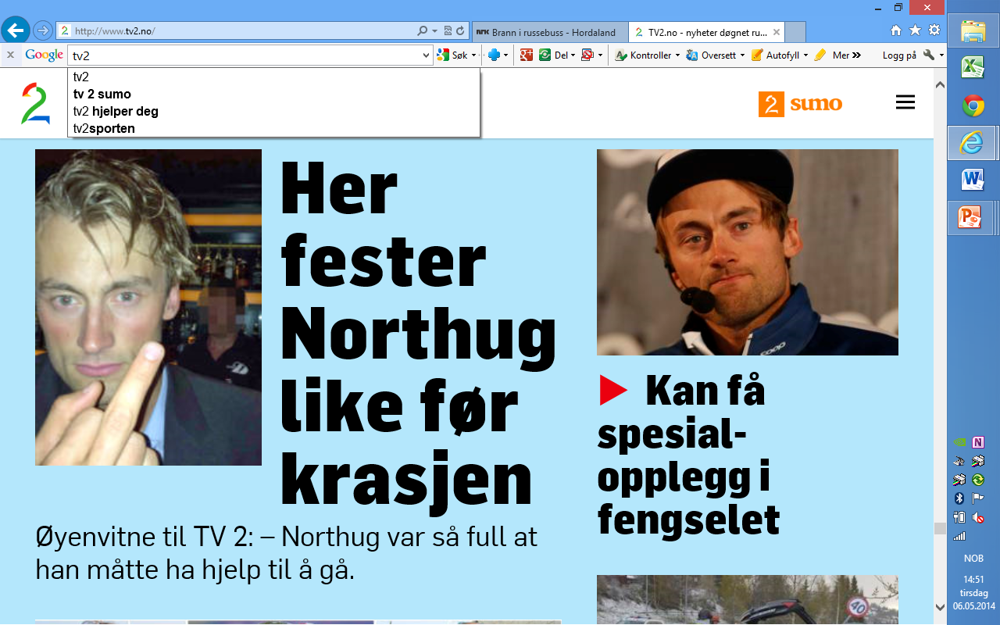 http://www.tv2.no/
NRK Brann i russebuss - Hordaland
TV2.no - nyheter døgnet ru...
Google
tv2
Søk
Del
Kontroller
Oversett
Autofyll
Mer
Logg på
tv2
tv 2 sumo
tv2 hjelper deg
tv2sporten
2
2 sumo
Her
fester
Northug
like før
krasjen
Øyenvitne til TV 2: – Northug var så full at
han måtte ha hjelp til å gå.
Kan få
spesial-
opplegg i
fengselet
40
NOB
14:51
tirsdag
06.05.2014